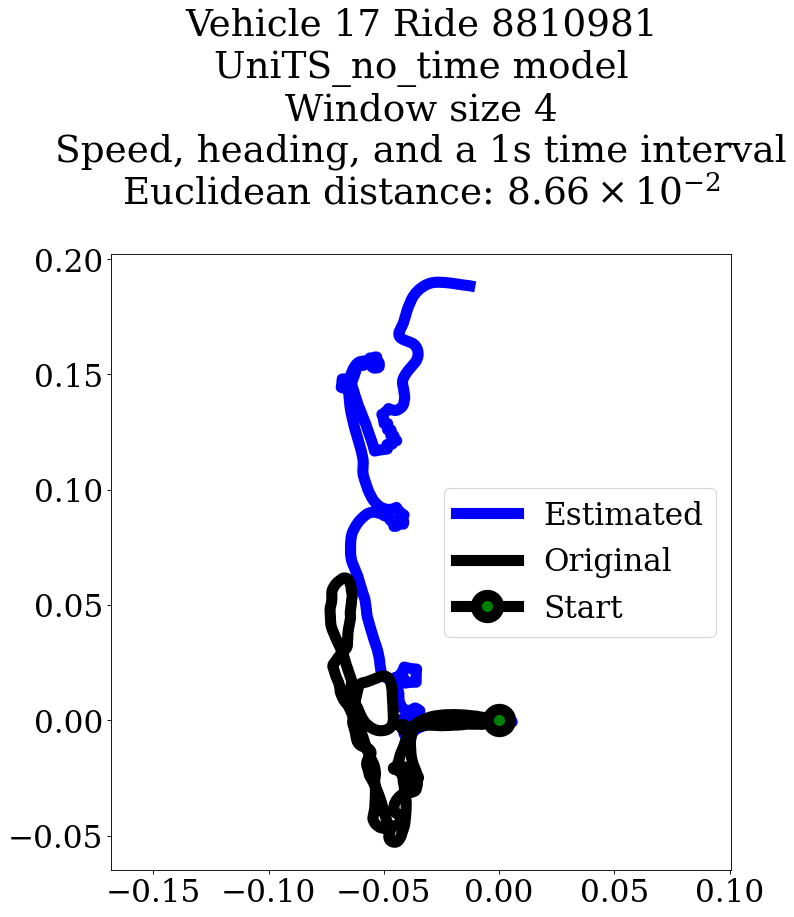 Vehicle 17 Ride 8810981
UniTS_no_time model
Window size 4
Speed, heading, and a 1s time interval
Euclidean distance: 8.66 × 10⁻²
0.20
0.15
0.10
0.05
0.00
−0.05
Estimated
Original
Start
−0.15 −0.10 −0.05 0.00 0.05 0.10